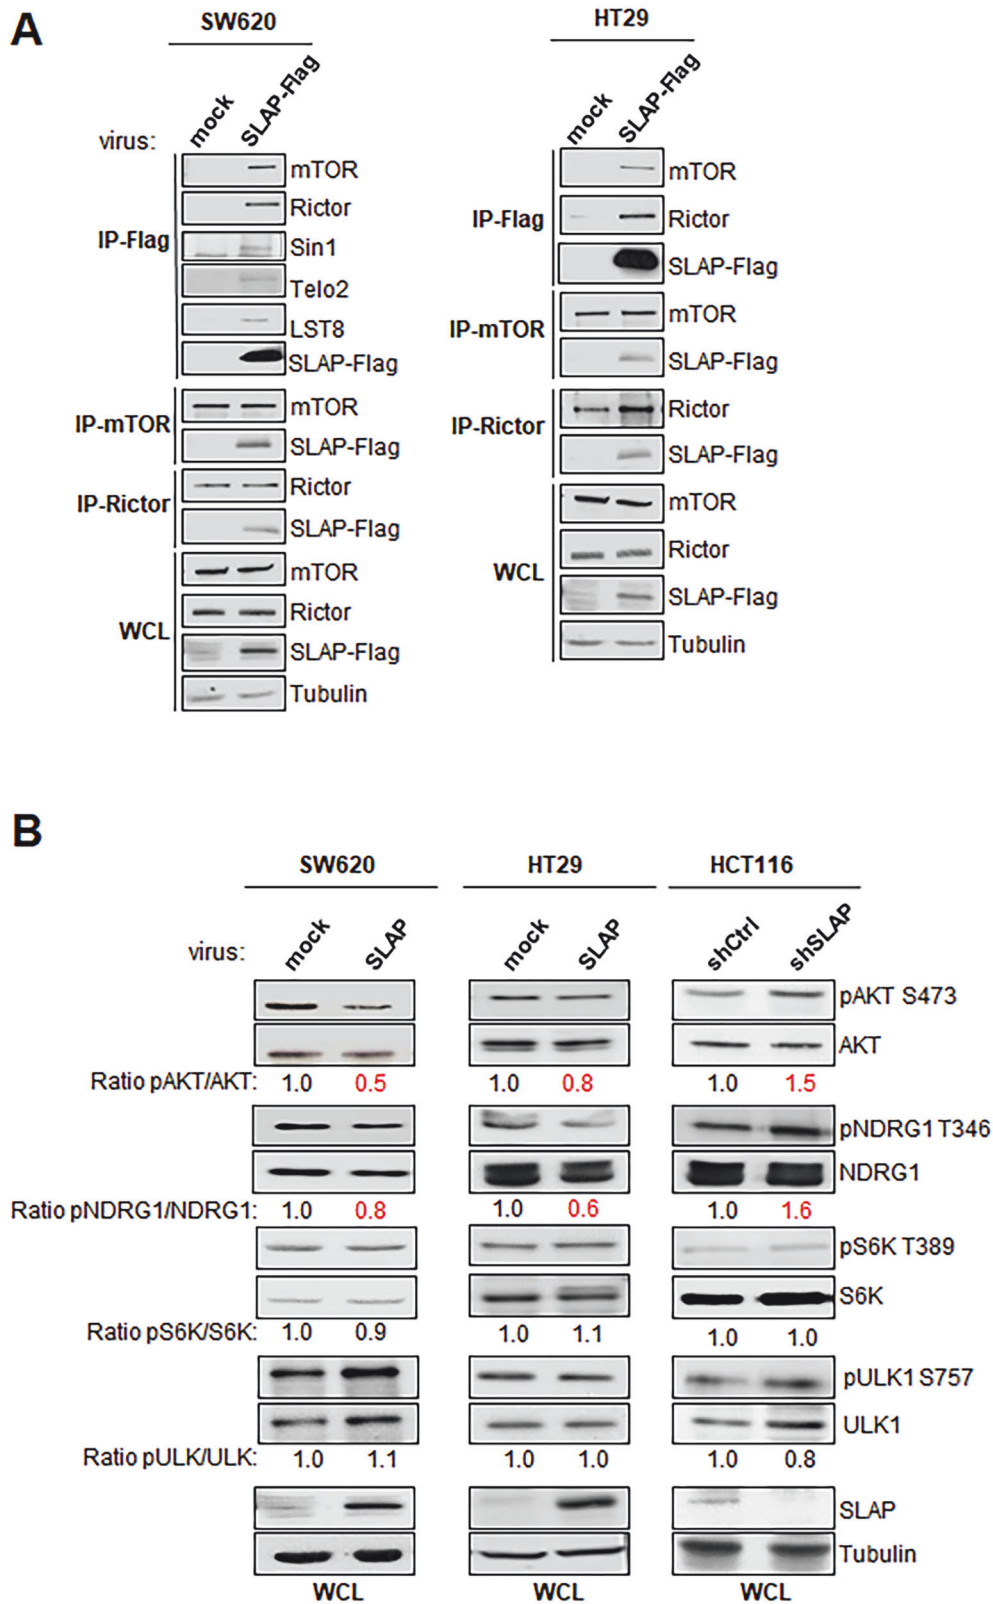 A
SW620
HT29
virus:
mock
SLAP-Flag
mock
SLAP-Flag
IP-Flag
mTOR
Rictor
Sin1
Telo2
LST8
SLAP-Flag
IP-mTOR
mTOR
SLAP-Flag
IP-Rictor
Rictor
SLAP-Flag
WCL
mTOR
Rictor
SLAP-Flag
Tubulin
IP-Flag
mTOR
Rictor
SLAP-Flag
IP-mTOR
mTOR
SLAP-Flag
IP-Rictor
Rictor
SLAP-Flag
WCL
mTOR
Rictor
SLAP-Flag
Tubulin
B
SW620 HT29 HCT116
virus: mock SLAP mock SLAP shCtrl shSLAP
pAKT S473
AKT
Ratio pAKT/AKT: 1.0 0.5 1.0 0.8 1.0 1.5
pNDRG1 T346
NDRG1
Ratio pNDRG1/NDRG1: 1.0 0.8 1.0 0.6 1.0 1.6
pS6K T389
S6K
Ratio pS6K/S6K: 1.0 0.9 1.0 1.1 1.0 1.0
pULK1 S757
ULK1
Ratio pULK/ULK: 1.0 1.1 1.0 1.0 1.0 0.8
SLAP
Tubulin
WCL WCL WCL